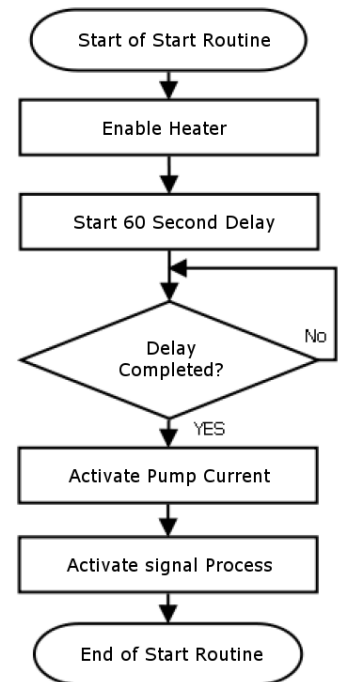 Start of Start Routine
Enable Heater
Start 60 Second Delay
Delay
Completed?
No
YES
Activate Pump Current
Activate signal Process
End of Start Routine